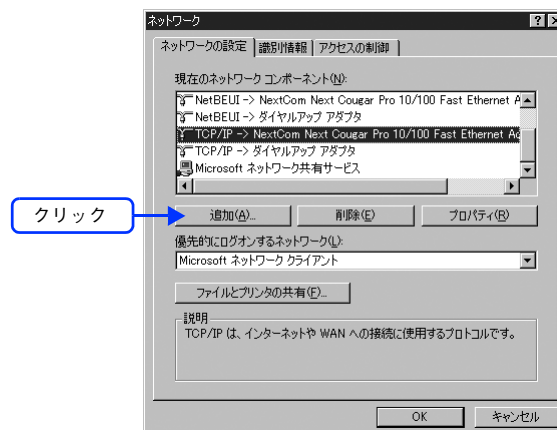 ネットワーク
ネットワークの設定 識別情報 アクセスの制御
現在のネットワーク コンポーネント(N):
NetBEUI -> NextCom Next Cougar Pro 10/100 Fast Ethernet A
NetBEUI -> ダイヤルアップ アダプタ
TCP/IP -> NextCom Next Cougar Pro 10/100 Fast Ethernet Ac
TCP/IP -> ダイヤルアップ アダプタ
Microsoft ネットワーク共有サービス
クリック
追加(A)... 削除(E) プロパティ(R)
優先的にログオンするネットワーク(L):
Microsoft ネットワーク クライアント
ファイルとプリンタの共有(F)...
説明
TCP/IP は、インターネットや WAN への接続に使用するプロトコルです。
OK キャンセル